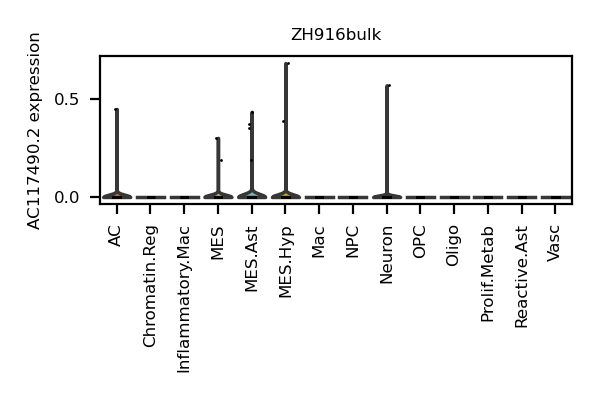 ZH916bulk
AC117490.2 expression
0.5
0.0
AC
Chromatin.Reg
Inflammatory.Mac
MES
MES.Ast
MES.Hyp
Mac
NPC
Neuron
OPC
Oligo
Prolif.Metab
Reactive.Ast
Vasc